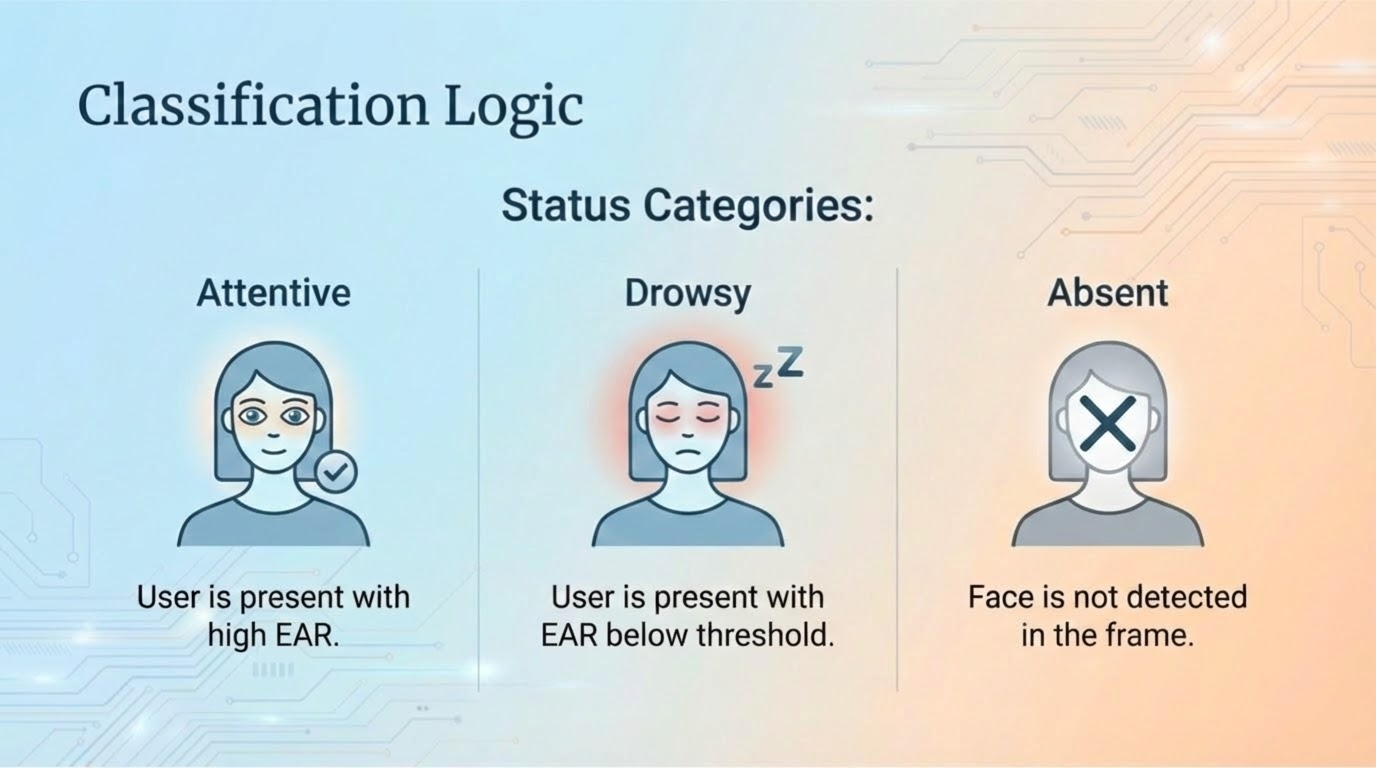 Classification Logic
Status Categories:
Attentive
Drowsy
zZ
Absent
User is present with
high EAR.
User is present with
EAR below threshold.
Face is not detected
in the frame.